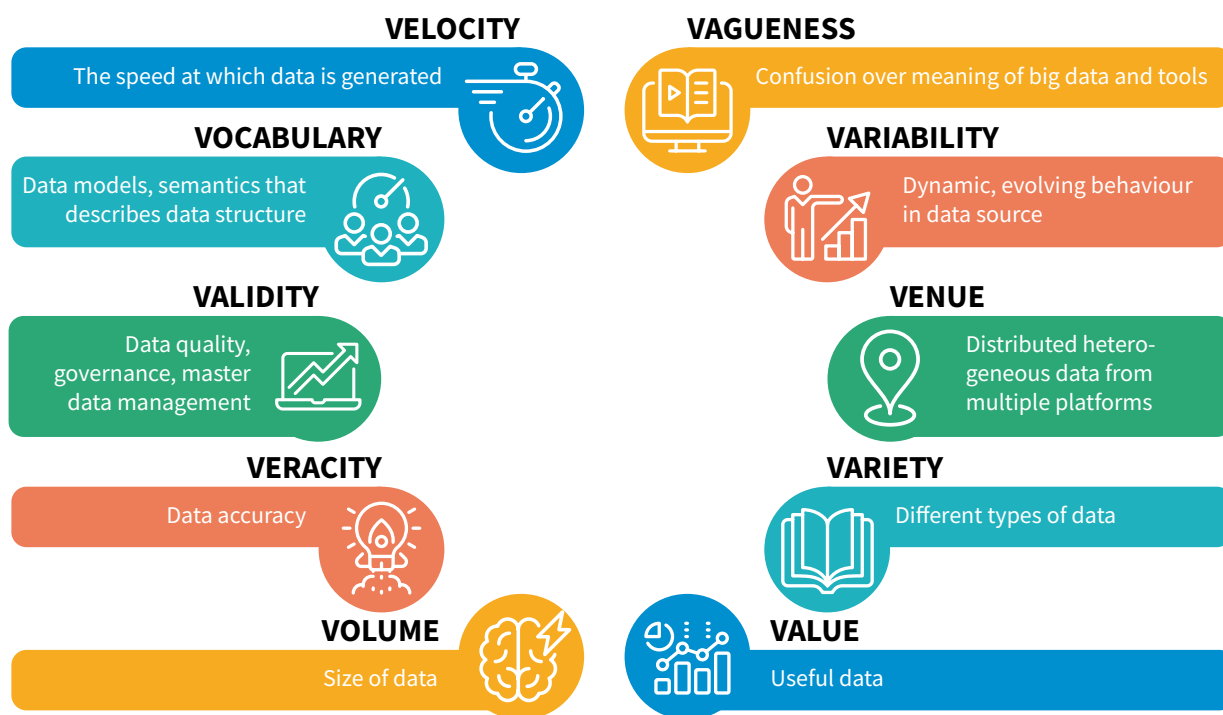 VELOCITY
The speed at which data is generated
VOCABULARY
Data models, semantics that
describes data structure
VALIDITY
Data quality,
governance, master
data management
VERACITY
Data accuracy
VOLUME
Size of data
VAGUENESS
Confusion over meaning of big data and tools
VARIABILITY
Dynamic, evolving behaviour
in data source
VENUE
Distributed hetero-
geneous data from
multiple platforms
VARIETY
Different types of data
VALUE
Useful data